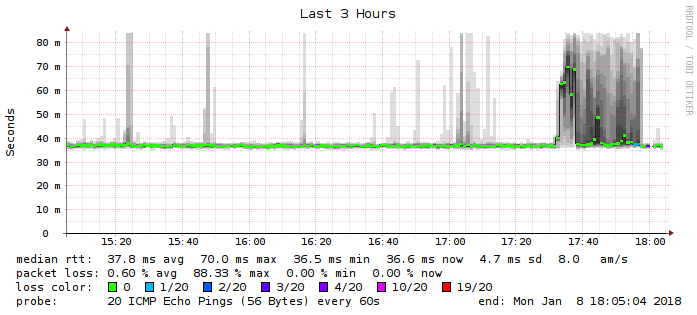 Last 3 Hours
RRDTOOL / TOBI OETIKER
Seconds
80 m
70 m
60 m
50 m
40 m
30 m
20 m
10 m
0
15:20 15:40 16:00 16:20 16:40 17:00 17:20 17:40 18:00
median rtt: 37.8 ms avg 70.0 ms max 36.5 ms min 36.6 ms now 4.7 ms sd 8.0 am/s
packet loss: 0.60 % avg 88.33 % max 0.00 % min 0.00 % now
loss color: 0 1/20 2/20 3/20 4/20 10/20 19/20
probe: 20 ICMP Echo Pings (56 Bytes) every 60s end: Mon Jan 8 18:05:04 2018